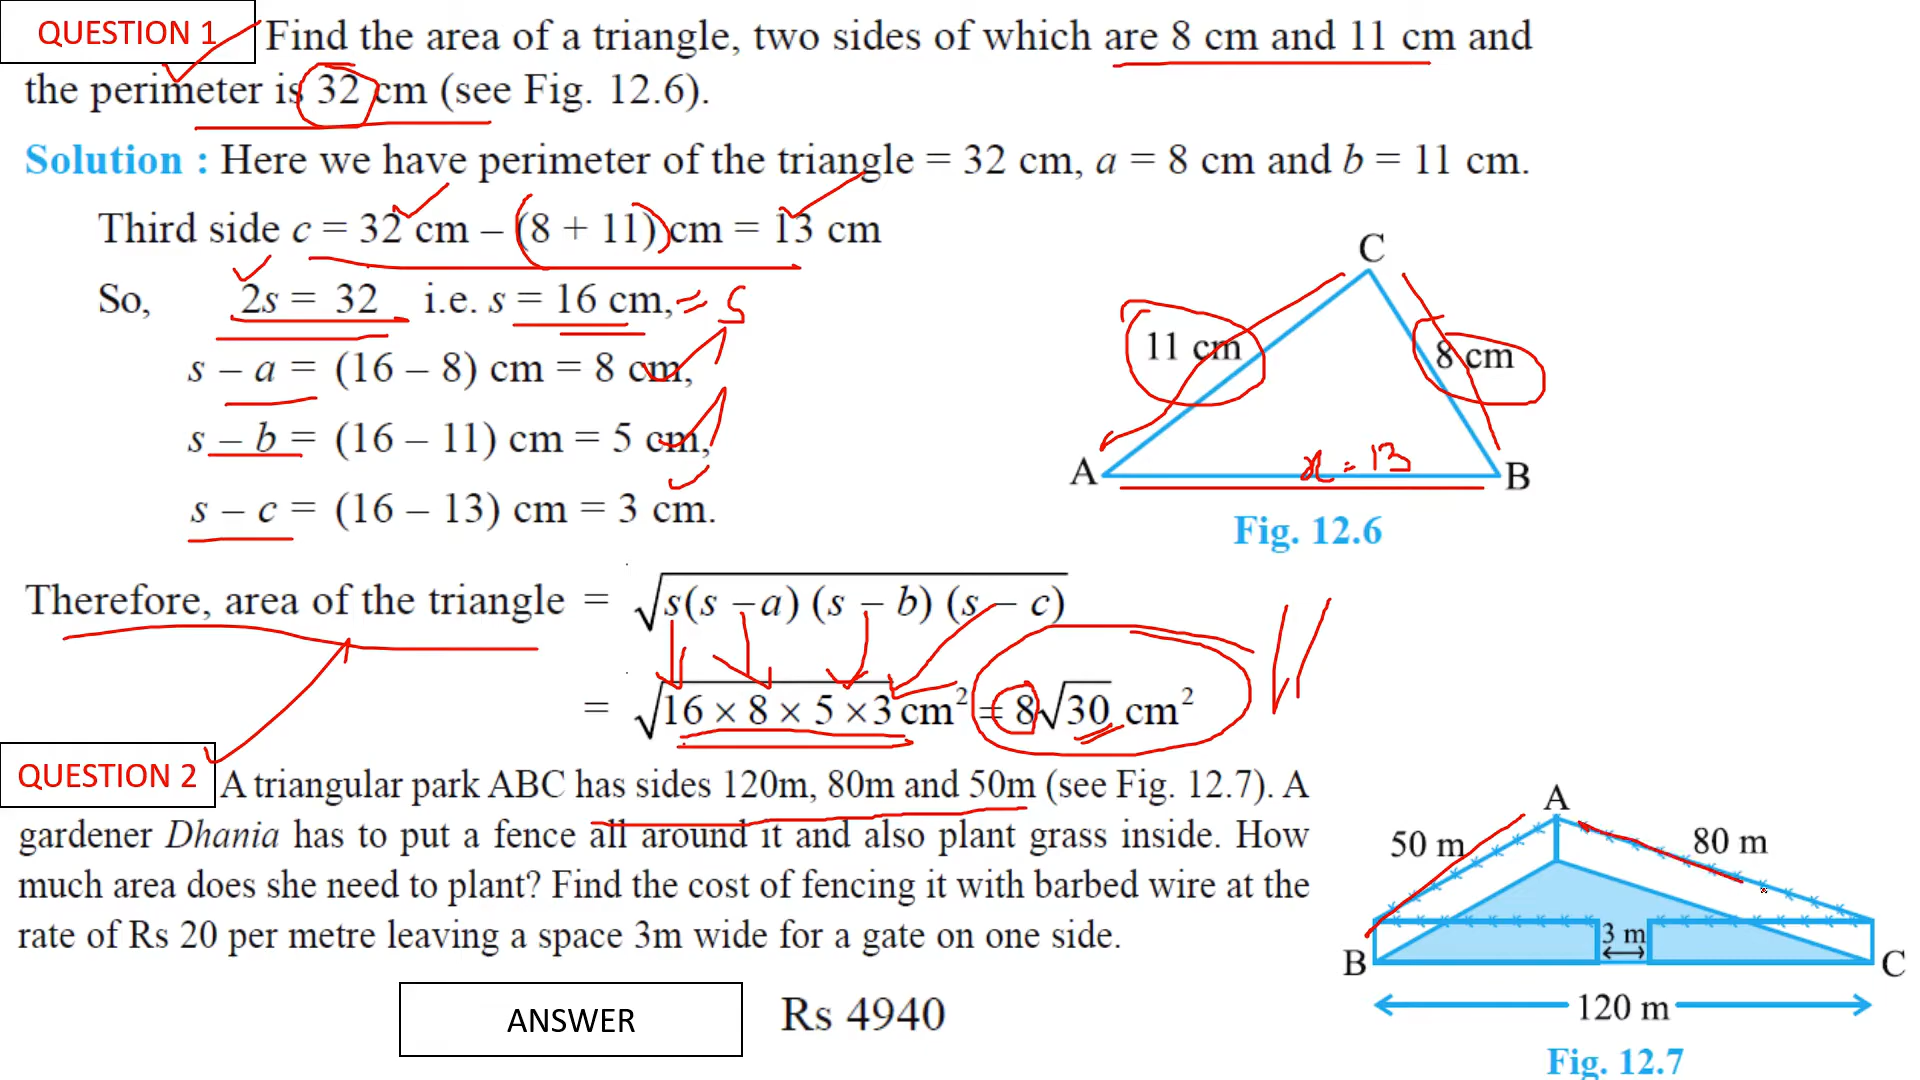 QUESTION 1 Find the area of a triangle, two sides of which are 8 cm and 11 cm and
the perimeter is 32 cm (see Fig. 12.6).
Solution : Here we have perimeter of the triangle = 32 cm, a = 8 cm and b = 11 cm.
Third side c = 32 cm – (8 + 11) cm = 13 cm
So, 2s = 32 i.e. s = 16 cm, = s
s – a = (16 – 8) cm = 8 cm,
s – b = (16 – 11) cm = 5 cm,
s – c = (16 – 13) cm = 3 cm.
C
11 cm
8 cm
x = 13
A
B
Fig. 12.6
Therefore, area of the triangle = √s(s – a) (s – b) (s – c)
= √16 × 8 × 5 × 3 cm² = 8√30 cm²
QUESTION 2 A triangular park ABC has sides 120m, 80m and 50m (see Fig. 12.7). A
gardener Dhania has to put a fence all around it and also plant grass inside. How
much area does she need to plant? Find the cost of fencing it with barbed wire at the
rate of Rs 20 per metre leaving a space 3m wide for a gate on one side.
ANSWER Rs 4940
A
50 m
80 m
3 m
B
C
120 m
Fig. 12.7